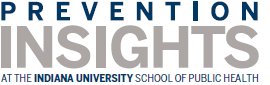 PREVENTION
INSIGHTS
AT THE INDIANA UNIVERSITY SCHOOL OF PUBLIC HEALTH